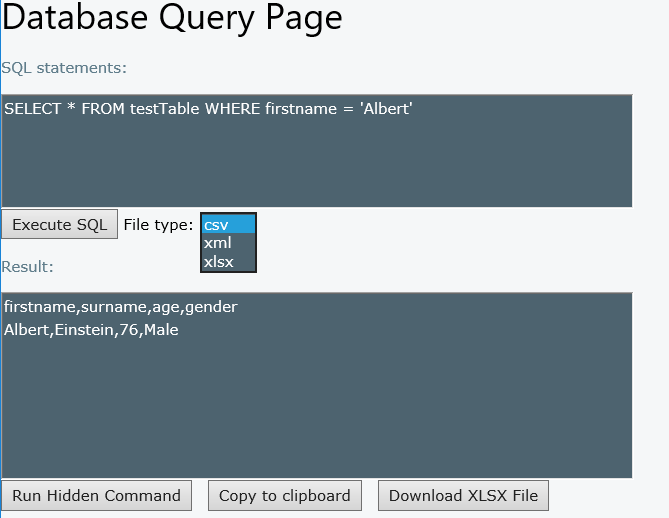 Database Query Page
SQL statements:
SELECT * FROM testTable WHERE firstname = 'Albert'
Execute SQL File type: csv
xml
xlsx
Result:
firstname,surname,age,gender
Albert,Einstein,76,Male
Run Hidden Command Copy to clipboard Download XLSX File